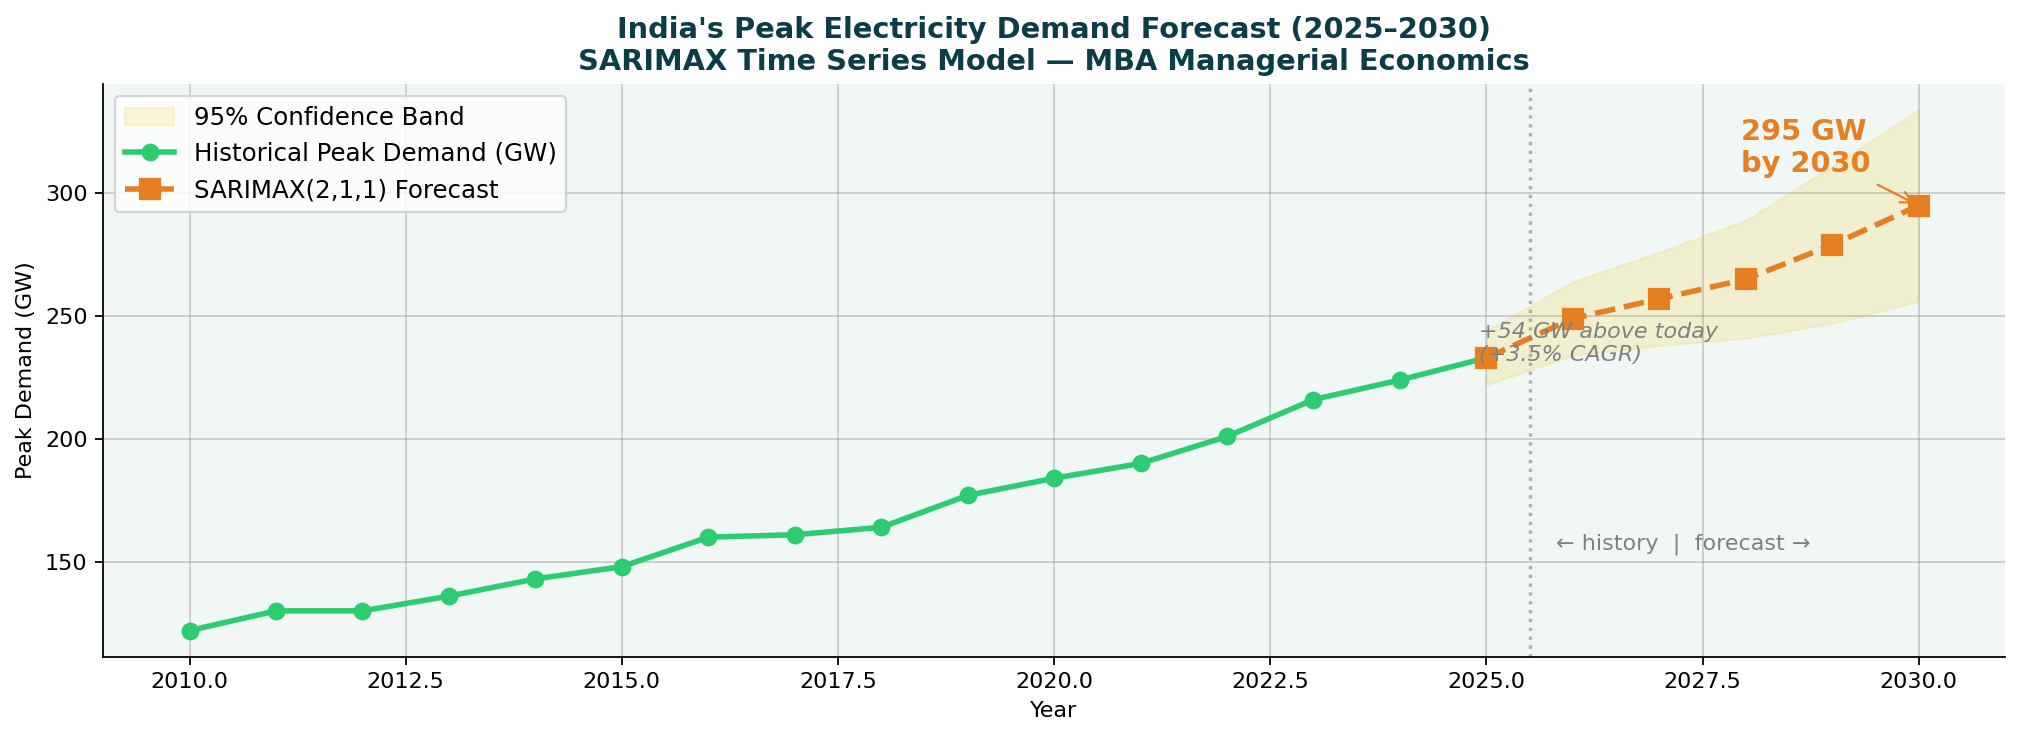 India's Peak Electricity Demand Forecast (2025–2030)
SARIMAX Time Series Model — MBA Managerial Economics
95% Confidence Band
Historical Peak Demand (GW)
SARIMAX(2,1,1) Forecast
295 GW
by 2030
+54 GW above today
(+3.5% CAGR)
← history | forecast →
Peak Demand (GW)
300
250
200
150
2010.0
2012.5
2015.0
2017.5
2020.0
2022.5
2025.0
2027.5
2030.0
Year